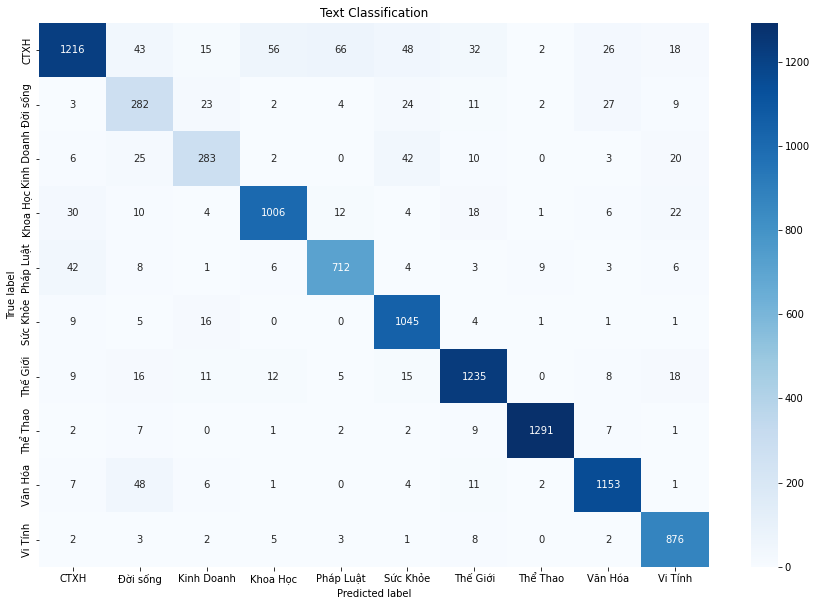 Text Classification
CTXH 1216 43 15 56 66 48 32 2 26 18
Đời sống 3 282 23 2 4 24 11 2 27 9
Kinh Doanh 6 25 283 2 0 42 10 0 3 20
Khoa Học 30 10 4 1006 12 4 18 1 6 22
Pháp Luật 42 8 1 6 712 4 3 9 3 6
Sức Khỏe 9 5 16 0 0 1045 4 1 1 1
Thế Giới 9 16 11 12 5 15 1235 0 8 18
Thể Thao 2 7 0 1 2 2 9 1291 7 1
Văn Hóa 7 48 6 1 0 4 11 2 1153 1
Vi Tính 2 3 2 5 3 1 8 0 2 876
True label
CTXH Đời sống Kinh Doanh Khoa Học Pháp Luật Sức Khỏe Thế Giới Thể Thao Văn Hóa Vi Tính
Predicted label
1200
1000
800
600
400
200
0